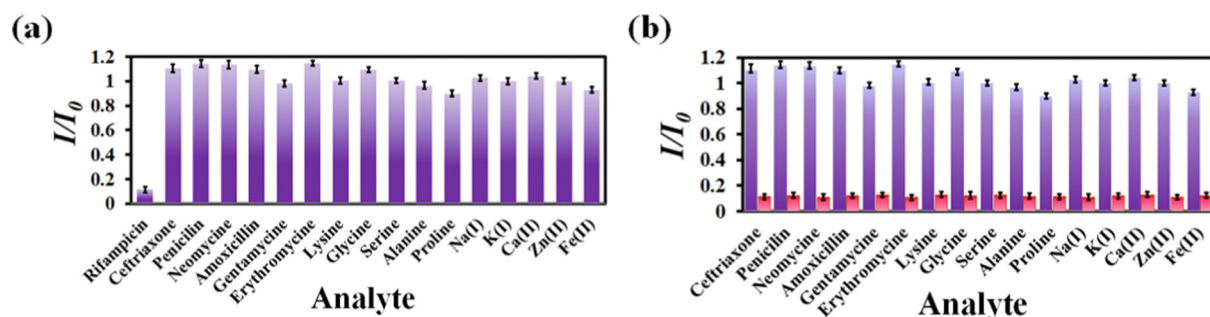 (a)
1.2
1
0.8
0.6
0.4
0.2
0
I/I0
Rifampicin
Ceftriaxone
Penicilin
Neomycine
Amoxicillin
Gentamycine
Erythromycine
Lysine
Glycine
Serine
Alanine
Proline
Na(I)
K(I)
Ca(II)
Zn(II)
Fe(II)
Analyte
(b)
1.2
1
0.8
0.6
0.4
0.2
0
I/I0
Ceftriaxone
Penicilin
Neomycine
Amoxicillin
Gentamycine
Erythromycine
Lysine
Glycine
Serine
Alanine
Proline
Na(I)
K(I)
Ca(II)
Zn(II)
Fe(II)
Analyte